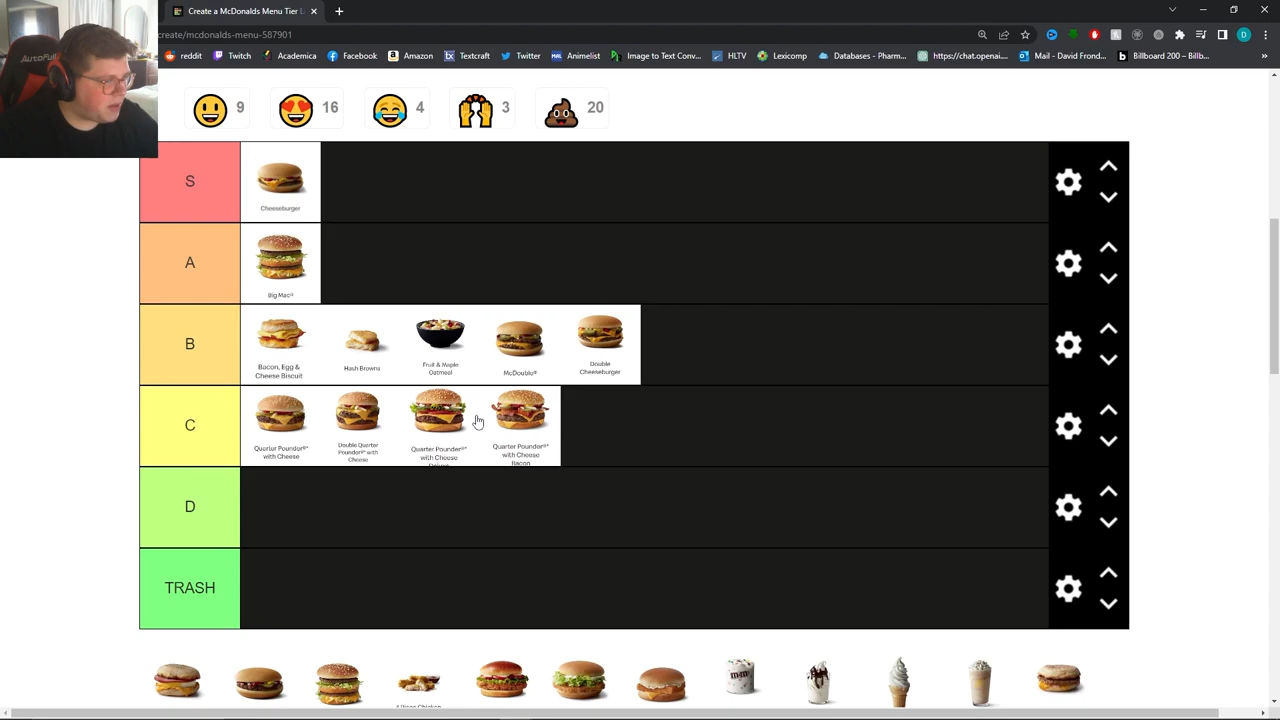 Create a McDonalds Menu Tier L
create/mcdonalds-menu-587901
D
reddit
Twitch
Academica
Facebook
Amazon
Textcraft
Twitter
Animelist
Image to Text Conv...
HLTV
Lexicomp
Dalinghaus - Pharm...
https://chat.openai....
Mail - David Frond...
Billboard 200 – Billb...
AutoFull
9
16
4
3
20
S
Cheeseburger
A
Big Mac®
B
Bacon, Egg &
Cheese Biscuit
Hash Browns
Fruit & Maple
Oatmeal
McDouble®
Double
Cheeseburger
C
Quarter Pounder®*
with Cheese
Double Quarter
Pounder®* with
Cheese
Quarter Pounder®*
with Cheese
Deluxe
Quarter Pounder®*
with Cheese
Bacon
D
TRASH